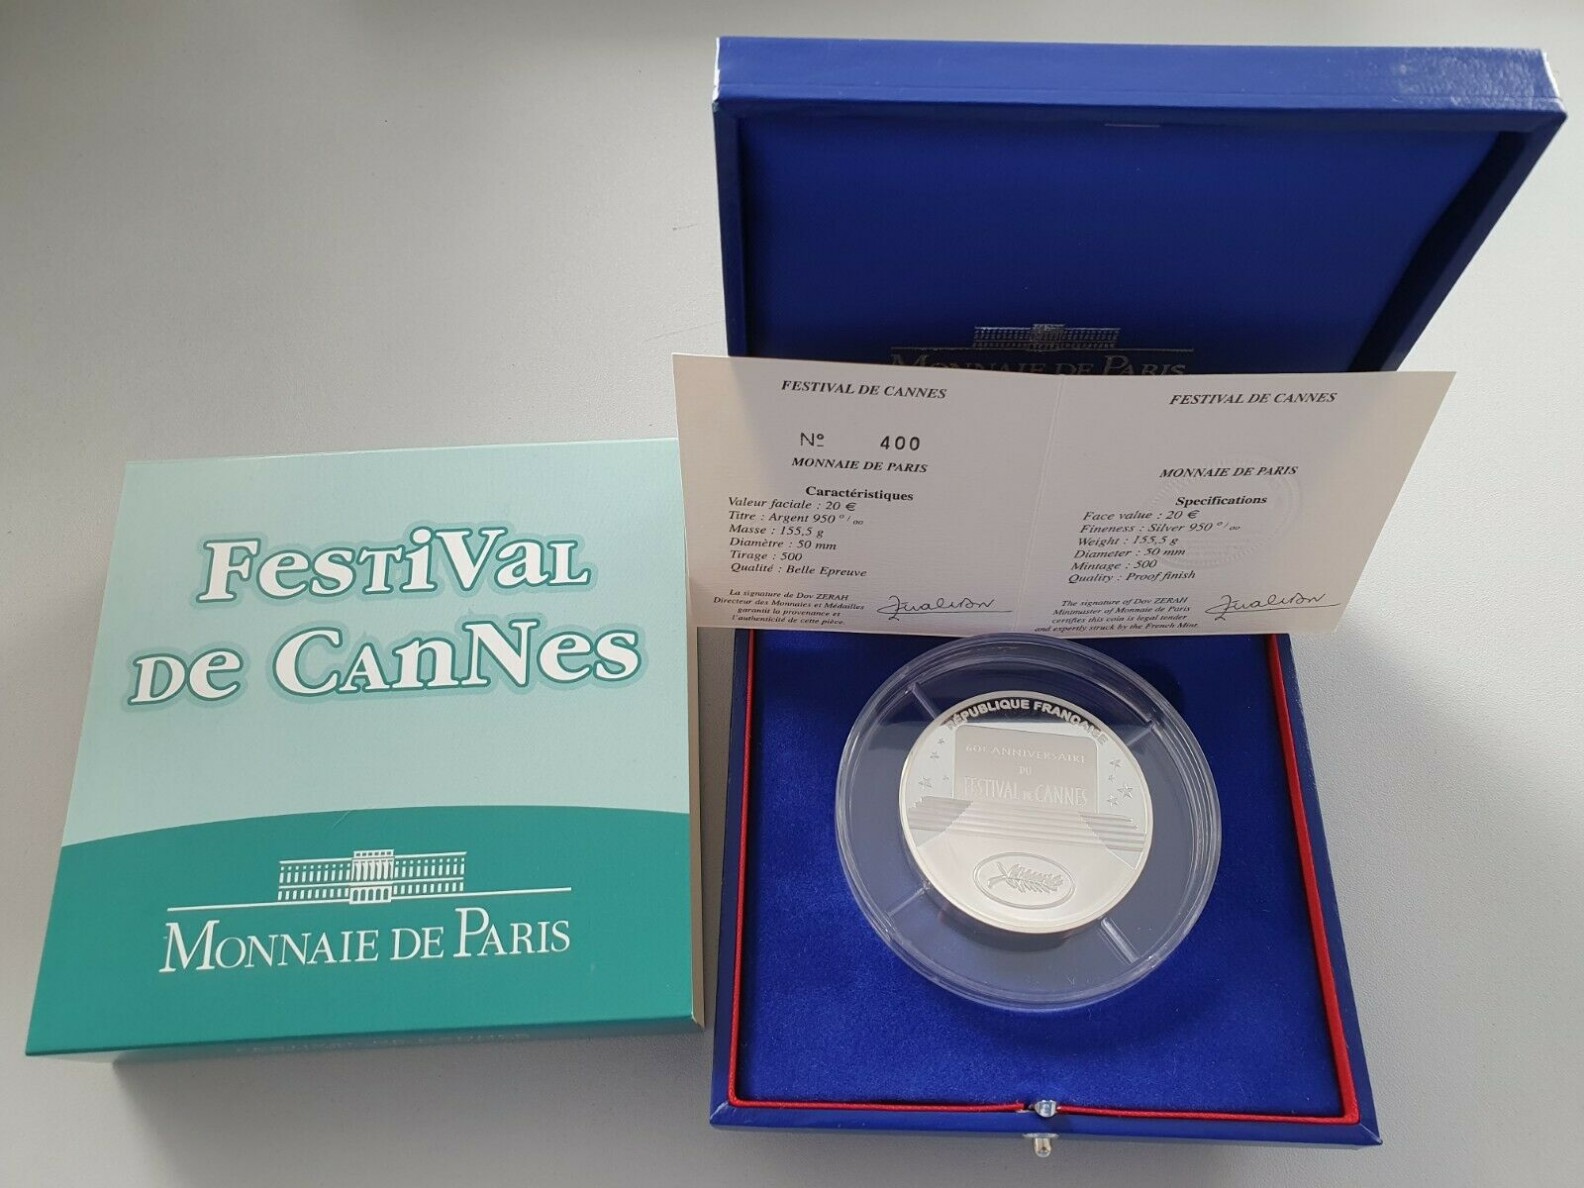 FESTiVaL
DE CANNES
MONNAIE DE PARIS
MONNAIE DE PARIS
FESTIVAL DE CANNES
Nº 400
MONNAIE DE PARIS
Caractéristiques
Valeur faciale : 20 €
Titre : Argent 950 °/oo
Masse : 155,5 g
Diamètre : 50 mm
Tirage : 500
Qualité : Belle Epreuve
La signature de Dov ZERAH
Directeur des Monnaies et Médailles
garantit la provenance et
l'authenticité de cette pièce.
FESTIVAL DE CANNES
MONNAIE DE PARIS
Specifications
Face value : 20 €
Fineness : Silver 950 °/oo
Weight : 155,5 g
Diameter : 50 mm
Mintage : 500
Quality : Proof finish
The signature of Dov ZERAH
Mintmaster of Monnaie de Paris
certifies this coin is legal tender
and expertly struck by the French Mint.
RÉPUBLIQUE FRANÇAISE
60e ANNIVERSAIRE
DU
FESTIVAL DE CANNES